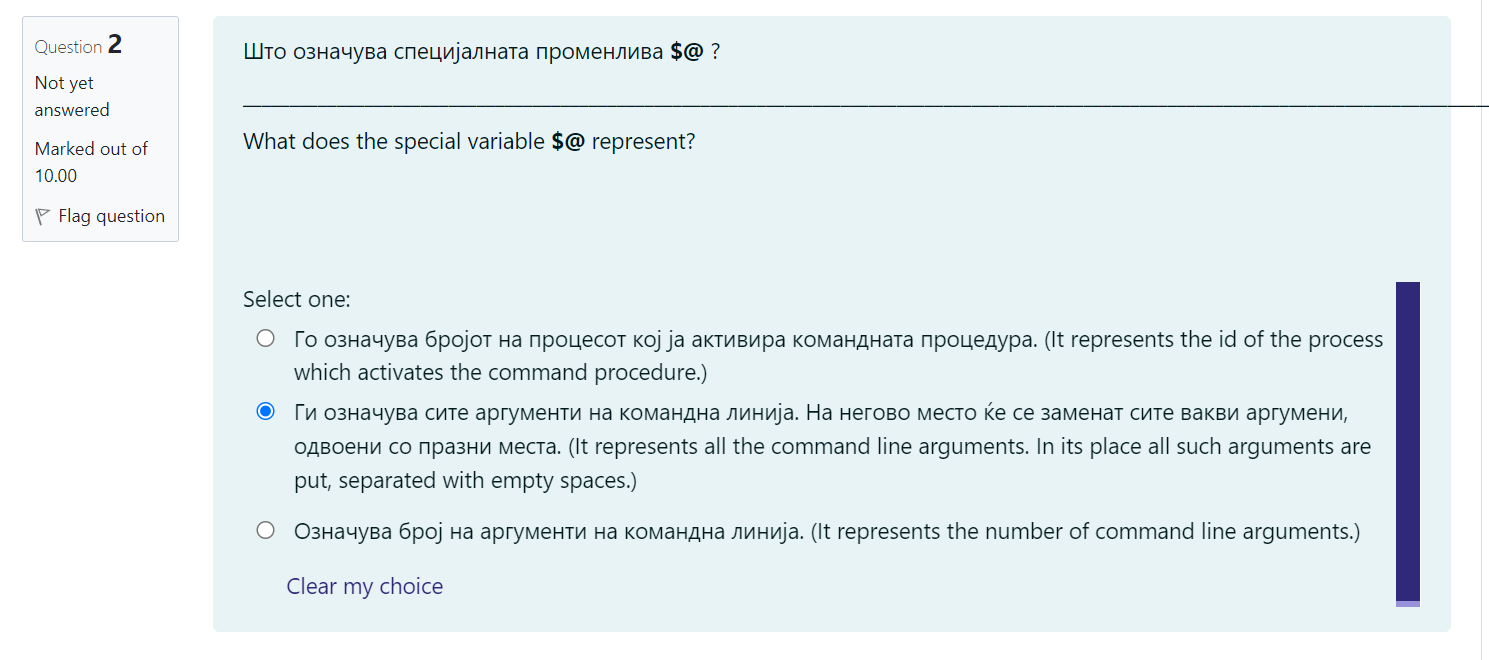 Question 2
Not yet
answered
Marked out of
10.00
Flag question
Што означува специјалната променлива $@ ?
What does the special variable $@ represent?
Select one:
Го означува бројот на процесот кој ја активира командната процедура. (It represents the id of the process
which activates the command procedure.)
Ги означува сите аргументи на командна линија. На негово место ќе се заменат сите вакви аргумени,
одвоени со празни места. (It represents all the command line arguments. In its place all such arguments are
put, separated with empty spaces.)
Означува број на аргументи на командна линија. (It represents the number of command line arguments.)
Clear my choice